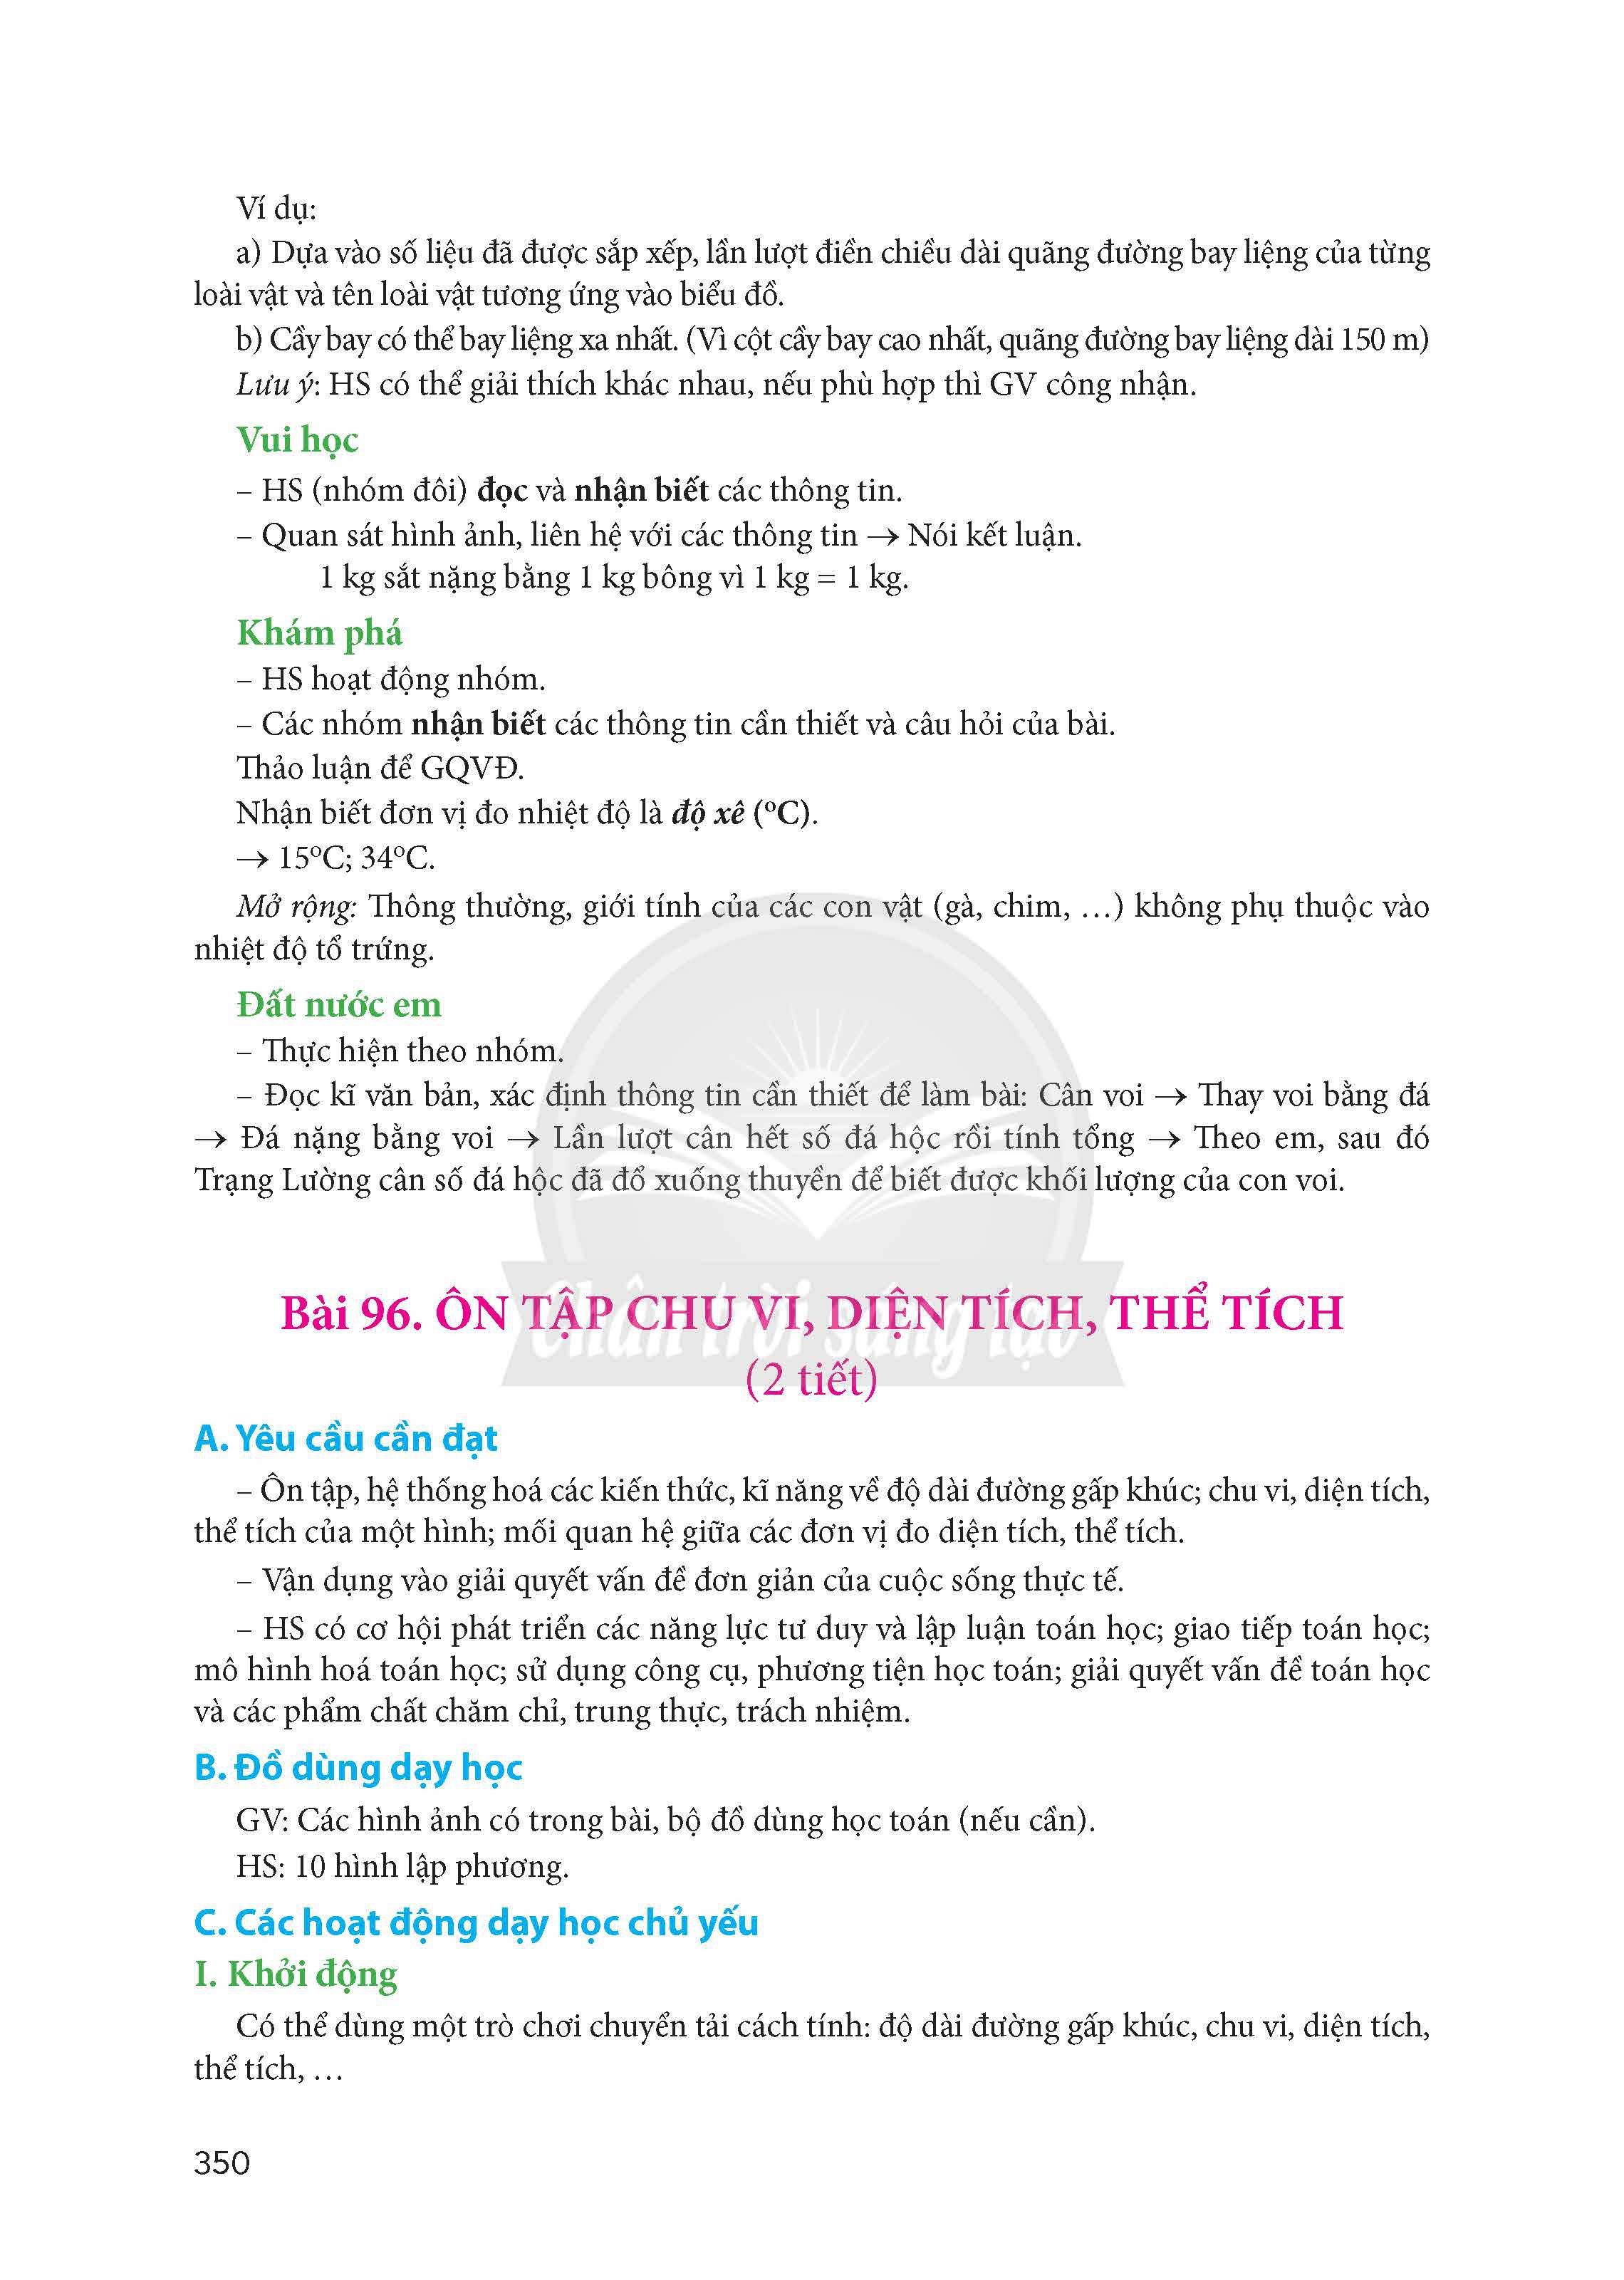 Ví dụ:
a) Dựa vào số liệu đã được sắp xếp, lần lượt điền chiều dài quãng đường bay liệng của từng
loài vật và tên loài vật tương ứng vào biểu đồ.
b) Cầy bay có thể bay liệng xa nhất. (Vì cột cầy bay cao nhất, quãng đường bay liệng dài 150 m)
Lưu ý: HS có thể giải thích khác nhau, nếu phù hợp thì GV công nhận.
Vui học
– HS (nhóm đôi) đọc và nhận biết các thông tin.
– Quan sát hình ảnh, liên hệ với các thông tin → Nói kết luận.
1 kg sắt nặng bằng 1 kg bông vì 1 kg = 1 kg.
Khám phá
– HS hoạt động nhóm.
– Các nhóm nhận biết các thông tin cần thiết và câu hỏi của bài.
Thảo luận để GQVĐ.
Nhận biết đơn vị đo nhiệt độ là độ xê (°C).
→ 15°C; 34°C.
Mở rộng: Thông thường, giới tính của các con vật (gà, chim, …) không phụ thuộc vào
nhiệt độ tổ trứng.
Đất nước em
– Thực hiện theo nhóm.
– Đọc kĩ văn bản, xác định thông tin cần thiết để làm bài: Cân voi → Thay voi bằng đá
→ Đá nặng bằng voi → Lần lượt cân hết số đá hộc rồi tính tổng → Theo em, sau đó
Trạng Lường cân số đá hộc đã đổ xuống thuyền để biết được khối lượng của con voi.
Bài 96. ÔN TẬP CHU VI, DIỆN TÍCH, THỂ TÍCH
Chân trời sáng tạo
(2 tiết)
A. Yêu cầu cần đạt
– Ôn tập, hệ thống hoá các kiến thức, kĩ năng về độ dài đường gấp khúc; chu vi, diện tích,
thể tích của một hình; mối quan hệ giữa các đơn vị đo diện tích, thể tích.
– Vận dụng vào giải quyết vấn đề đơn giản của cuộc sống thực tế.
– HS có cơ hội phát triển các năng lực tư duy và lập luận toán học; giao tiếp toán học;
mô hình hoá toán học; sử dụng công cụ, phương tiện học toán; giải quyết vấn đề toán học
và các phẩm chất chăm chỉ, trung thực, trách nhiệm.
B. Đồ dùng dạy học
GV: Các hình ảnh có trong bài, bộ đồ dùng học toán (nếu cần).
HS: 10 hình lập phương.
C. Các hoạt động dạy học chủ yếu
I. Khởi động
Có thể dùng một trò chơi chuyển tải cách tính: độ dài đường gấp khúc, chu vi, diện tích,
thể tích, …
350